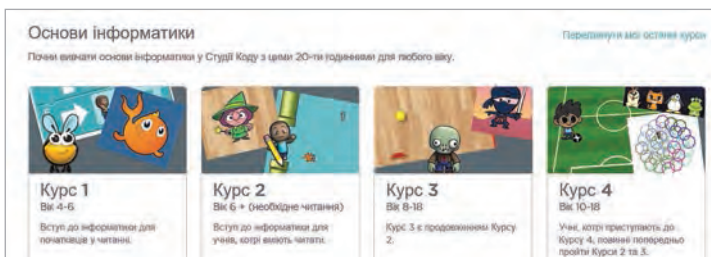 Основи інформатики
Переглянути мої останні курси
Почни вивчати основи інформатики у Студії Коду з цими 20-ти годинними для любого віку.
Курс 1
Вік 4-6
Вступ до інформатики для
початківців у читанні.
Курс 2
Вік 6 + (необхідне читання)
Вступ до інформатики для
учнів, котрі вміють читати.
Курс 3
Вік 8-18
Курс 3 є продовженням Курсу
2.
Курс 4
Вік 10-18
Учні, котрі приступають до
Курсу 4, повинні попередньо
пройти Курси 2 та 3.